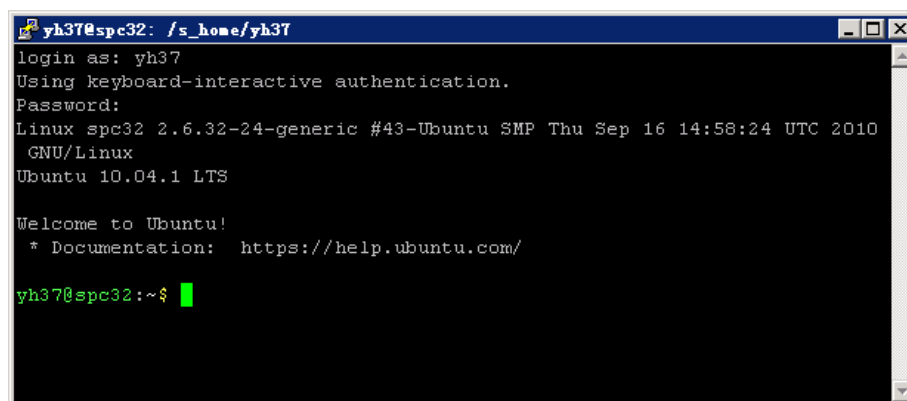 yh37@spc32: /s_home/yh37
login as: yh37
Using keyboard-interactive authentication.
Password:
Linux spc32 2.6.32-24-generic #43-Ubuntu SMP Thu Sep 16 14:58:24 UTC 2010
 GNU/Linux
Ubuntu 10.04.1 LTS
Welcome to Ubuntu!
 * Documentation:  https://help.ubuntu.com/
yh37@spc32:~$